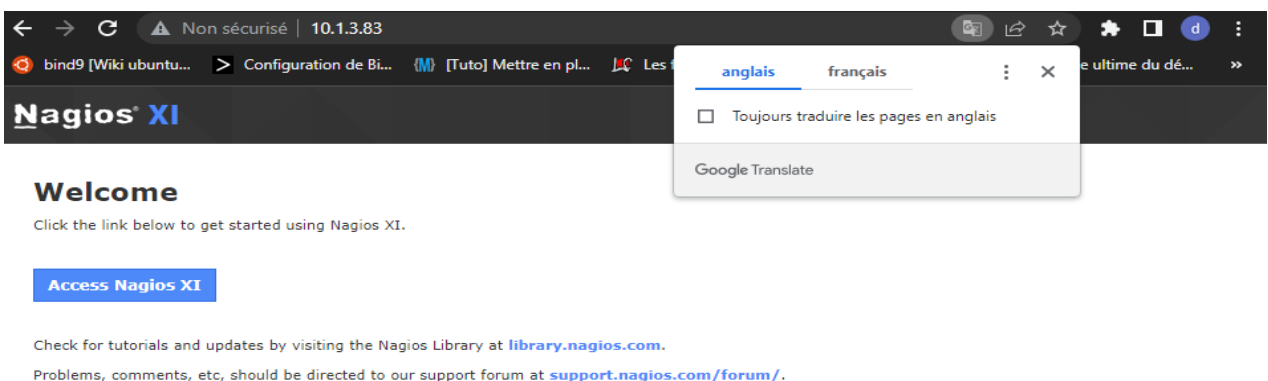 Non sécurisé | 10.1.3.83
d
bind9 [Wiki ubuntu... Configuration de Bi... {M} [Tuto] Mettre en pl... Les e ultime du dé... »
anglais français
Toujours traduire les pages en anglais
Google Translate
Nagios® XI
Welcome
Click the link below to get started using Nagios XI.
Access Nagios XI
Check for tutorials and updates by visiting the Nagios Library at library.nagios.com.
Problems, comments, etc, should be directed to our support forum at support.nagios.com/forum/.